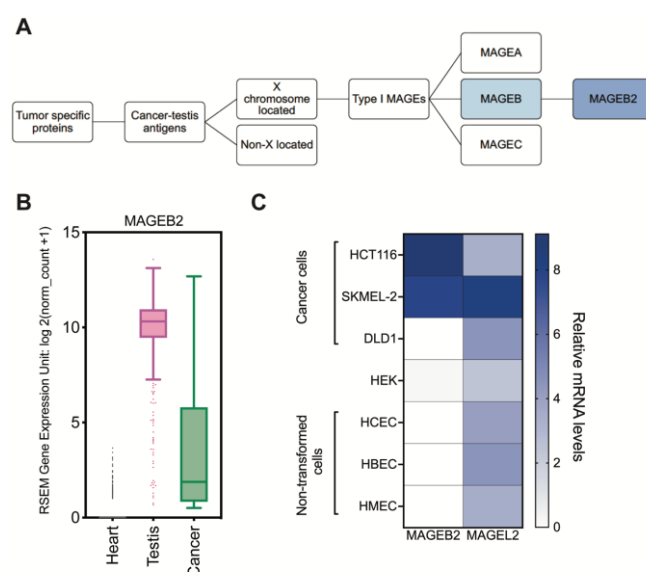 A
Tumor specific
proteins
Cancer-testis
antigens
X
chromosome
located
Non-X located
Type I MAGEs
MAGEA
MAGEB
MAGEC
MAGEB2
B
MAGEB2
RSEM Gene Expression Unit: log 2(norm_count +1)
15
10
5
0
Heart
Testis
Cancer
C
Cancer cells
Non-transformed
cells
HCT116
SKMEL-2
DLD1
HEK
HCEC
HBEC
HMEC
MAGEB2 MAGEL2
8
6
4
2
0
Relative mRNA levels